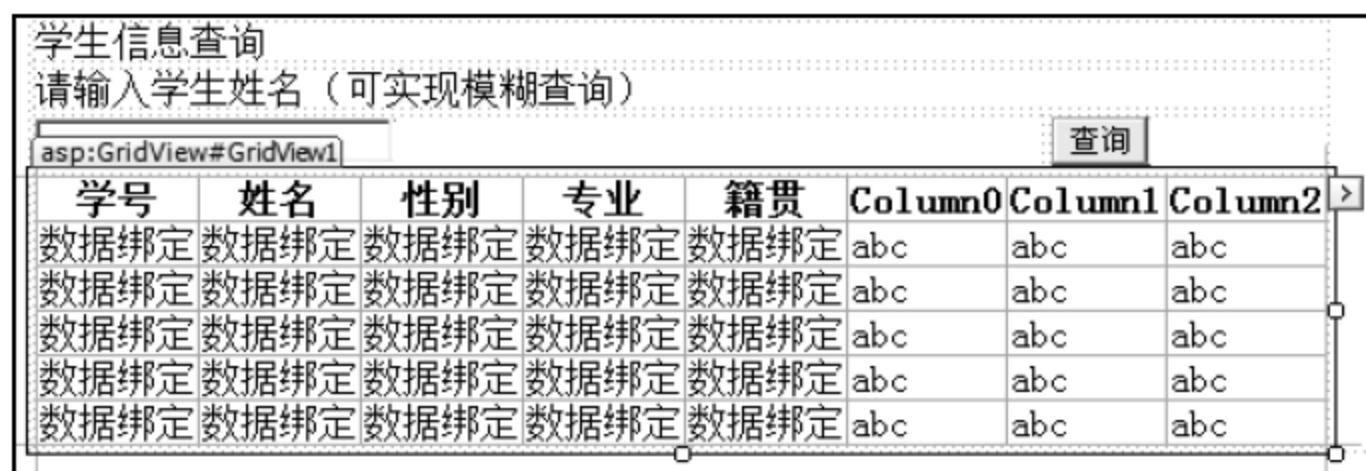 学生信息查询
请输入学生姓名（可实现模糊查询）
查询
asp:GridView#GridView1
学号 姓名 性别 专业 籍贯 Column0 Column1 Column2
数据绑定 数据绑定 数据绑定 数据绑定 数据绑定 abc abc abc
数据绑定 数据绑定 数据绑定 数据绑定 数据绑定 abc abc abc
数据绑定 数据绑定 数据绑定 数据绑定 数据绑定 abc abc abc
数据绑定 数据绑定 数据绑定 数据绑定 数据绑定 abc abc abc
数据绑定 数据绑定 数据绑定 数据绑定 数据绑定 abc abc abc